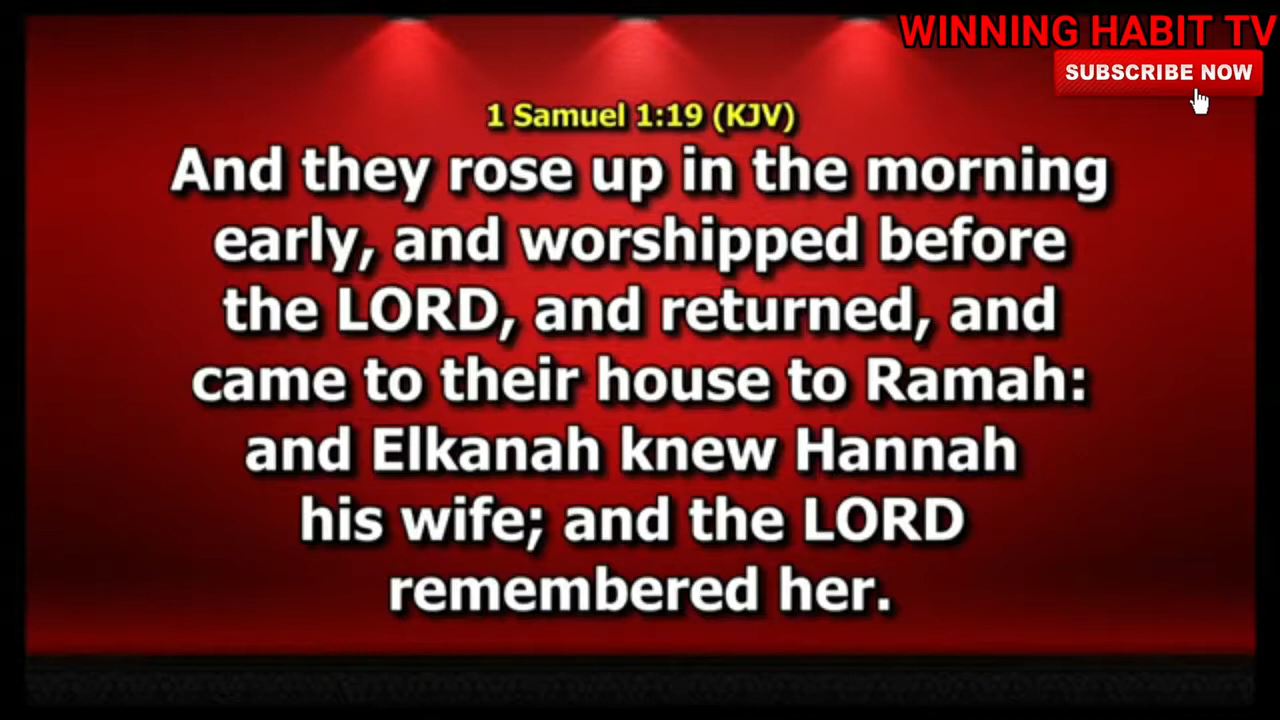 WINNING HABIT TV
SUBSCRIBE NOW
1 Samuel 1:19 (KJV)
And they rose up in the morning
early, and worshipped before
the LORD, and returned, and
came to their house to Ramah:
and Elkanah knew Hannah
his wife; and the LORD
remembered her.